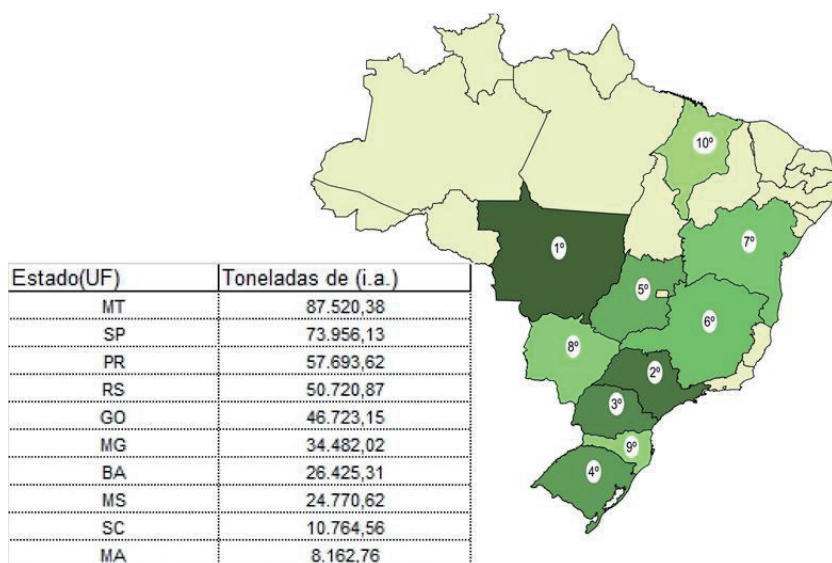 Estado(UF) Toneladas de (i.a.)
MT 87.520,38
SP 73.956,13
PR 57.693,62
RS 50.720,87
GO 46.723,15
MG 34.482,02
BA 26.425,31
MS 24.770,62
SC 10.764,56
MA 8.162,76
10º
1º
7º
5º
6º
8º
2º
3º
9º
4º